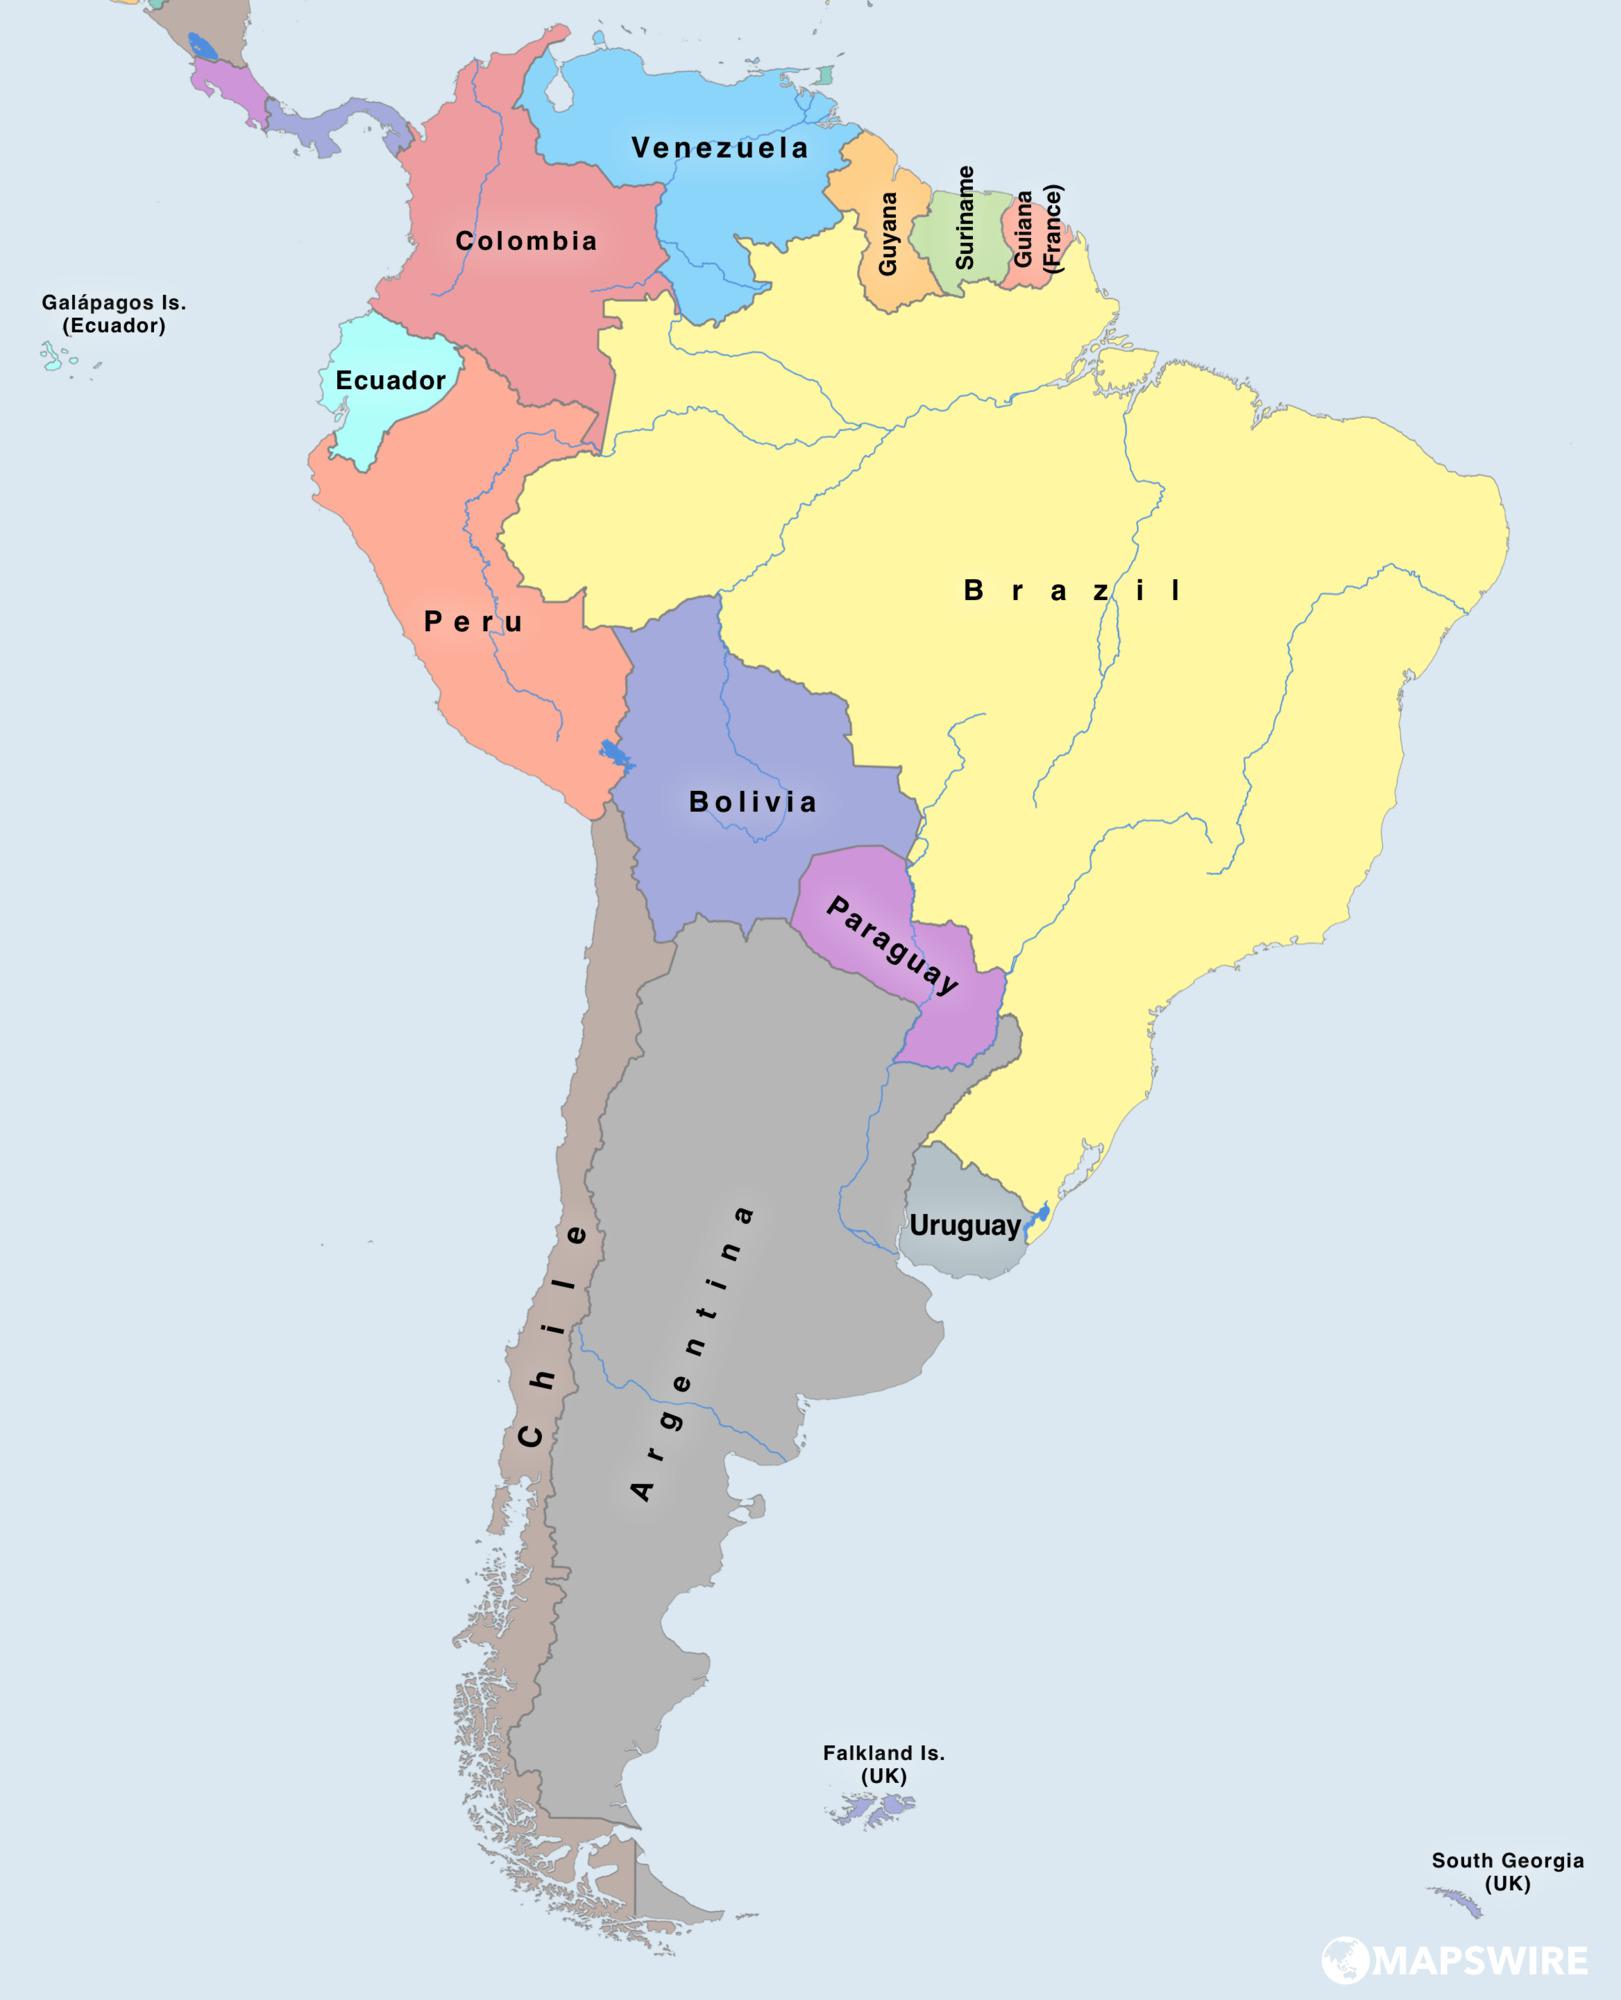 Venezuela
Guyana
Suriname
Guiana
(France)
Colombia
Galápagos Is.
(Ecuador)
Ecuador
Brazil
Peru
Bolivia
Paraguay
Uruguay
Chile
Argentina
Falkland Is.
(UK)
South Georgia
(UK)
MAPSWIRE